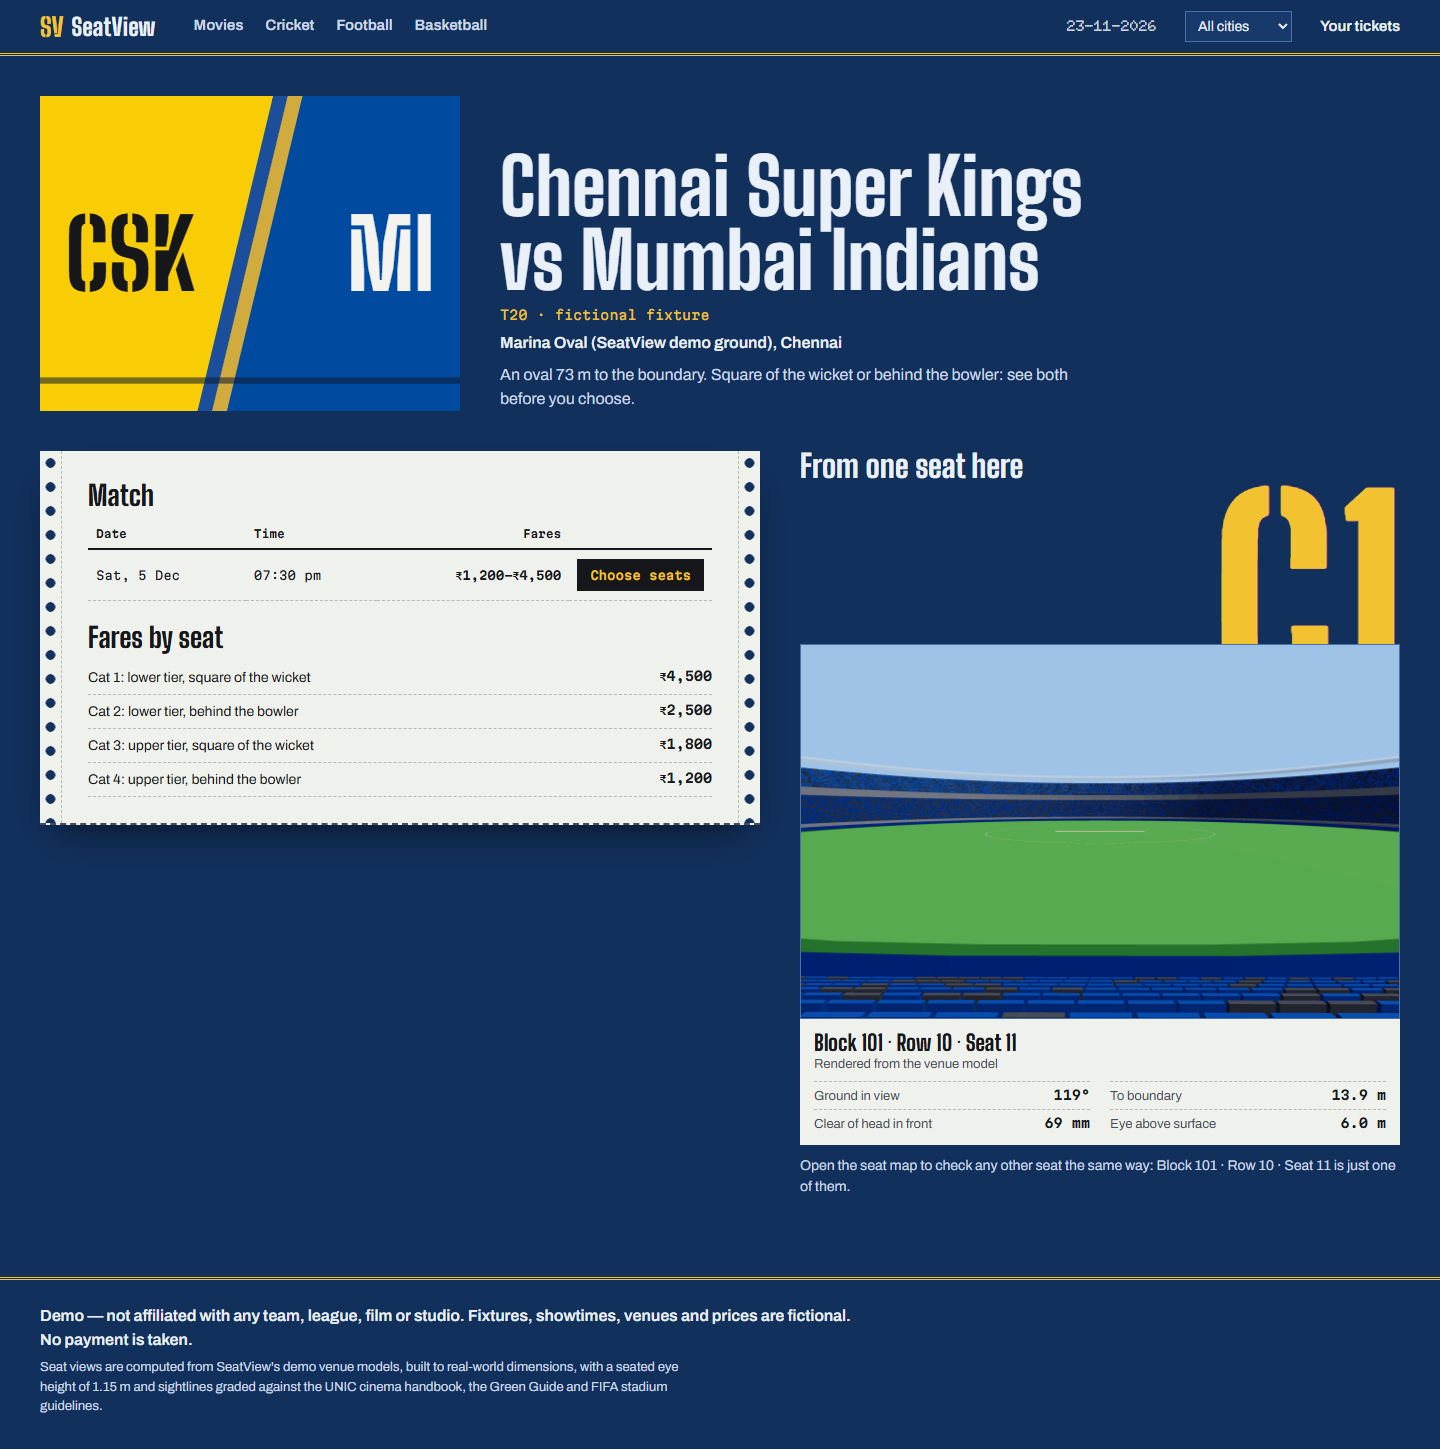 SV SeatView
Movies Cricket Football Basketball
23-11-2026
All cities
Your tickets
CSK
MI
Chennai Super Kings
vs Mumbai Indians
T20 · fictional fixture
Marina Oval (SeatView demo ground), Chennai
An oval 73 m to the boundary. Square of the wicket or behind the bowler: see both
before you choose.
Match
Date Time Fares
Sat, 5 Dec 07:30 pm ₹1,200–₹4,500 Choose seats
Fares by seat
Cat 1: lower tier, square of the wicket ₹4,500
Cat 2: lower tier, behind the bowler ₹2,500
Cat 3: upper tier, square of the wicket ₹1,800
Cat 4: upper tier, behind the bowler ₹1,200
From one seat here
C1
Block 101 · Row 10 · Seat 11
Rendered from the venue model
Ground in view 119° To boundary 13.9 m
Clear of head in front 69 mm Eye above surface 6.0 m
Open the seat map to check any other seat the same way: Block 101 · Row 10 · Seat 11 is just one
of them.
Demo — not affiliated with any team, league, film or studio. Fixtures, showtimes, venues and prices are fictional.
No payment is taken.
Seat views are computed from SeatView's demo venue models, built to real-world dimensions, with a seated eye
height of 1.15 m and sightlines graded against the UNIC cinema handbook, the Green Guide and FIFA stadium
guidelines.